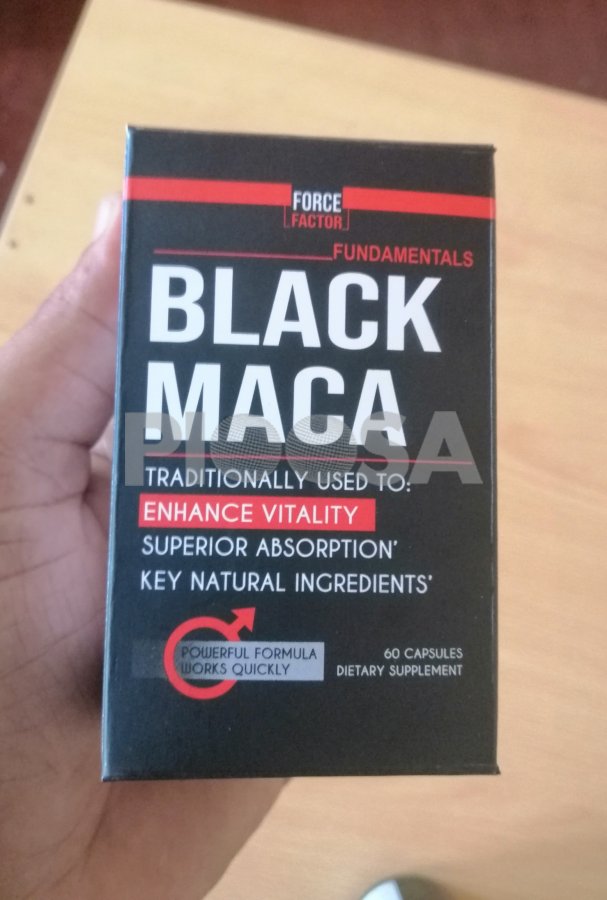 FORCE
FACTOR
FUNDAMENTALS
BLACK
MACA
PICOSA
TRADITIONALLY USED TO:
ENHANCE VITALITY
SUPERIOR ABSORPTION'
KEY NATURAL INGREDIENTS'
POWERFUL FORMULA
WORKS QUICKLY
60 CAPSULES
DIETARY SUPPLEMENT